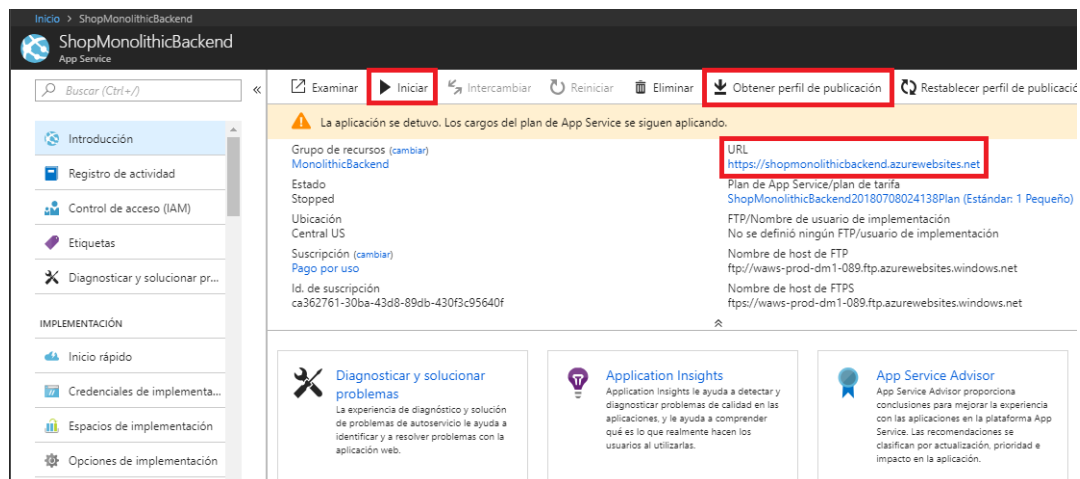 Inicio > ShopMonolithicBackend
ShopMonolithicBackend
App Service
Buscar (Ctrl+/)
«
Introducción
Registro de actividad
Control de acceso (IAM)
Etiquetas
Diagnosticar y solucionar pr...
IMPLEMENTACIÓN
Inicio rápido
Credenciales de implementa...
Espacios de implementación
Opciones de implementación
Examinar Iniciar Intercambiar Reiniciar Eliminar Obtener perfil de publicación Restablecer perfil de publicació
La aplicación se detuvo. Los cargos del plan de App Service se siguen aplicando.
Grupo de recursos (cambiar)
MonolithicBackend
Estado
Stopped
Ubicación
Central US
Suscripción (cambiar)
Pago por uso
Id. de suscripción
ca362761-30ba-43d8-89db-430f3c95640f
URL
https://shopmonolithicbackend.azurewebsites.net
Plan de App Service/plan de tarifa
ShopMonolithicBackend20180708024138Plan (Estándar: 1 Pequeño)
FTP/Nombre de usuario de implementación
No se definió ningún FTP/usuario de implementación
Nombre de host de FTP
ftp://waws-prod-dm1-089.ftp.azurewebsites.windows.net
Nombre de host de FTPS
ftps://waws-prod-dm1-089.ftp.azurewebsites.windows.net
Diagnosticar y solucionar
problemas
La experiencia de diagnóstico y solución
de problemas de autoservicio le ayuda a
identificar y a resolver problemas con la
aplicación web.
Application Insights
Application Insights le ayuda a detectar y
diagnosticar problemas de calidad en las
aplicaciones, y le ayuda a comprender
qué es lo que realmente hacen los
usuarios al utilizarlas.
App Service Advisor
App Service Advisor proporciona
conclusiones para mejorar la experiencia
con las aplicaciones en la plataforma App
Service. Las recomendaciones se
clasifican por actualización, prioridad e
impacto en la aplicación.